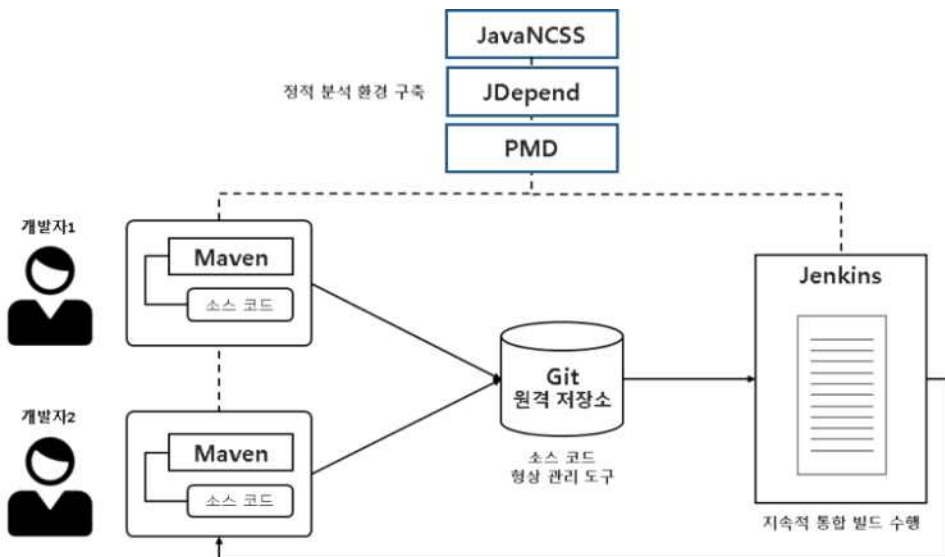 JavaNCSS
정적 분석 환경 구축
JDepend
PMD
개발자1
Maven
소스 코드
Jenkins
Git
원격 저장소
개발자2
Maven
소스 코드
소스 코드
형상 관리 도구
지속적 통합 빌드 수행